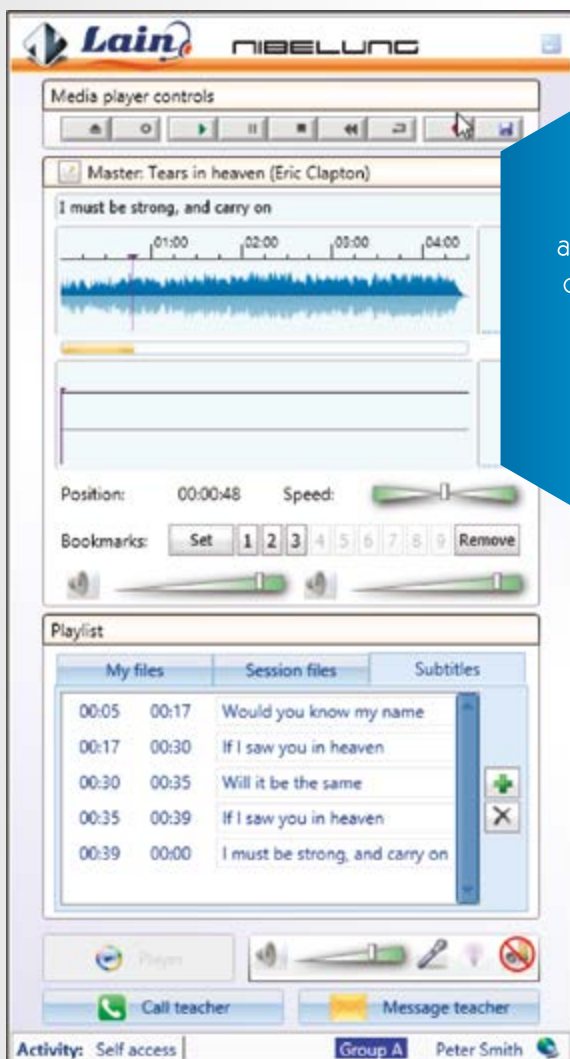 Lain
NIBELUNG
Media player controls
Master: Tears in heaven (Eric Clapton)
I must be strong, and carry on
01:00 02:00 03:00 04:00
Position: 00:00:48 Speed:
Bookmarks: Set 1 2 3 4 5 6 7 8 9 Remove
Playlist
My files Session files Subtitles
00:05 00:17 Would you know my name
00:17 00:30 If I saw you in heaven
00:30 00:35 Will it be the same
00:35 00:39 If I saw you in heaven
00:39 00:00 I must be strong, and carry on
Player
Call teacher Message teacher
Activity: Self access Group A Peter Smith